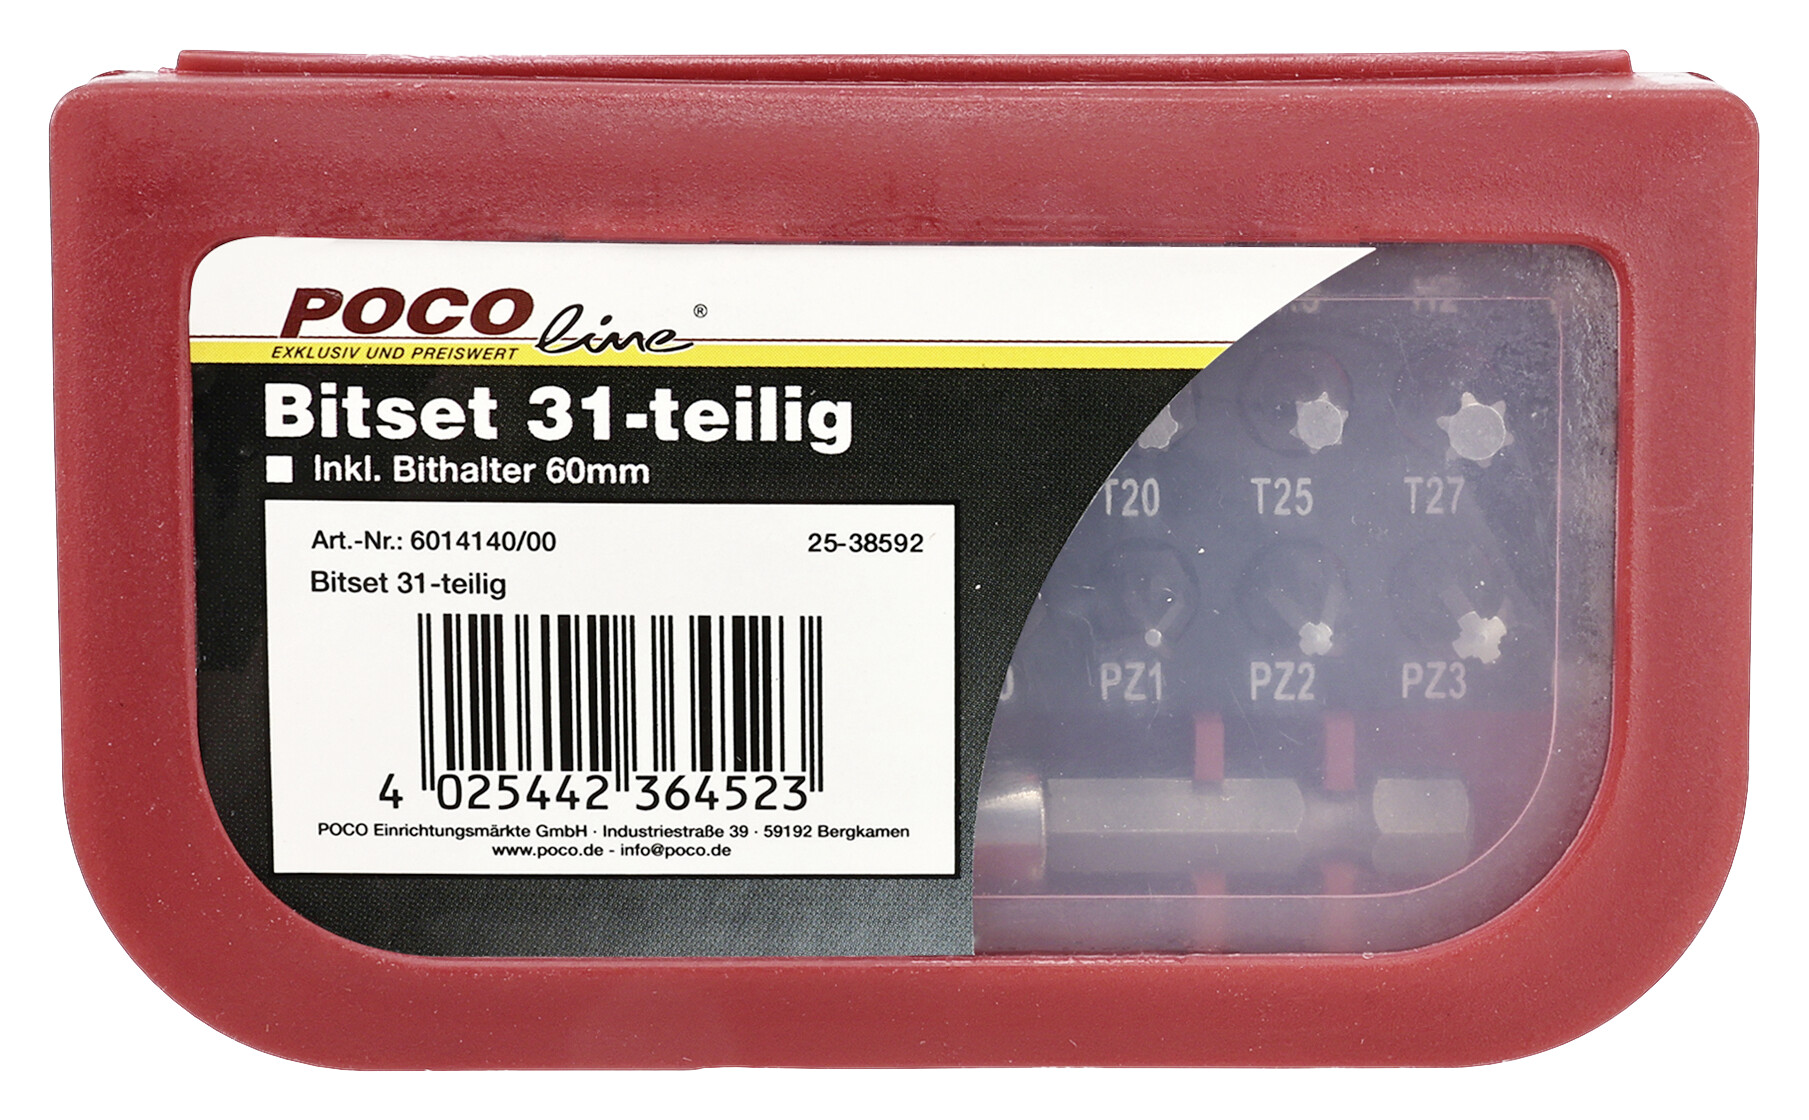 POCO line®
EXKLUSIV UND PREISWERT
Bitset 31-teilig
Inkl. Bithalter 60mm
Art.-Nr.: 6014140/00 25-38592
Bitset 31-teilig
4 025442 364523
POCO Einrichtungsmärkte GmbH · Industriestraße 39 · 59192 Bergkamen
www.poco.de - info@poco.de
H2
T20 T25 T27
PZ1 PZ2 PZ3